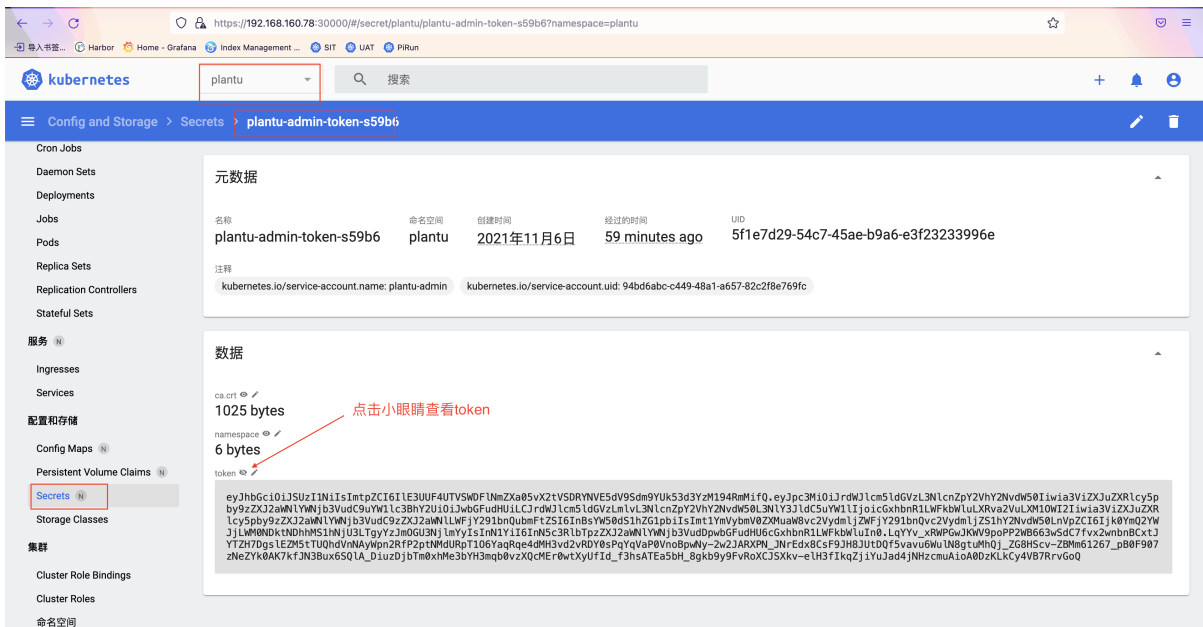 https://192.168.160.78:30000/#/secret/plantu/plantu-admin-token-s59b6?namespace=plantu
导入书签... Harbor Home - Grafana Index Management ... SIT UAT PiRun
kubernetes plantu 搜索
Config and Storage > Secrets > plantu-admin-token-s59b6
Cron Jobs
Daemon Sets
Deployments
Jobs
Pods
Replica Sets
Replication Controllers
Stateful Sets
服务 N
Ingresses
Services
配置和存储
Config Maps N
Persistent Volume Claims N
Secrets N
Storage Classes
集群
Cluster Role Bindings
Cluster Roles
命名空间
元数据
名称 命名空间 创建时间 经过的时间 UID
plantu-admin-token-s59b6 plantu 2021年11月6日 59 minutes ago 5f1e7d29-54c7-45ae-b9a6-e3f23233996e
注释
kubernetes.io/service-account.name: plantu-admin kubernetes.io/service-account.uid: 94bd6abc-c449-48a1-a657-82c2f8e769fc
数据
ca.crt
1025 bytes
点击小眼睛查看token
namespace
6 bytes
token